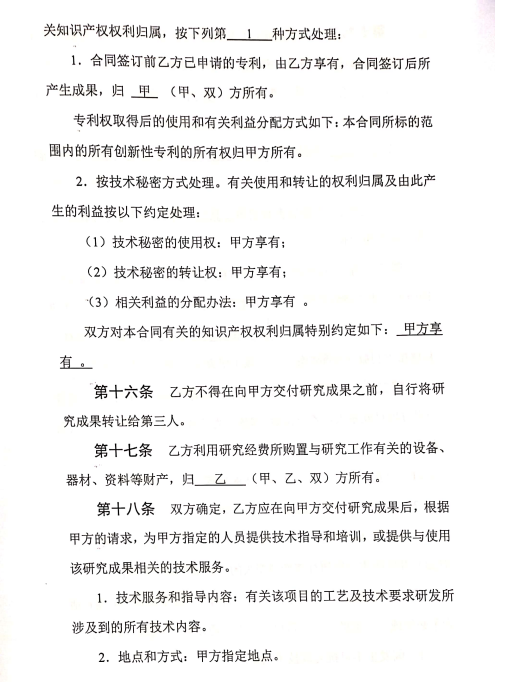 关知识产权权利归属，按下列第 1 种方式处理：
1．合同签订前乙方已申请的专利，由乙方享有，合同签订后所
产生成果，归 甲 （甲、双）方所有。
专利权取得后的使用和有关利益分配方式如下：本合同所标的范
围内的所有创新性专利的所有权归甲方所有。
2．按技术秘密方式处理。有关使用和转让的权利归属及由此产
生的利益按以下约定处理：
（1）技术秘密的使用权：甲方享有；
（2）技术秘密的转让权：甲方享有；
（3）相关利益的分配办法：甲方享有 。
双方对本合同有关的知识产权权利归属特别约定如下： 甲方享
有 。
第十六条 乙方不得在向甲方交付研究成果之前，自行将研
究成果转让给第三人。
第十七条 乙方利用研究经费所购置与研究工作有关的设备、
器材、资料等财产，归 乙 （甲、乙、双）方所有。
第十八条 双方确定，乙方应在向甲方交付研究成果后，根据
甲方的请求，为甲方指定的人员提供技术指导和培训，或提供与使用
该研究成果相关的技术服务。
1．技术服务和指导内容：有关该项目的工艺及技术要求研发所
涉及到的所有技术内容。
2．地点和方式：甲方指定地点。